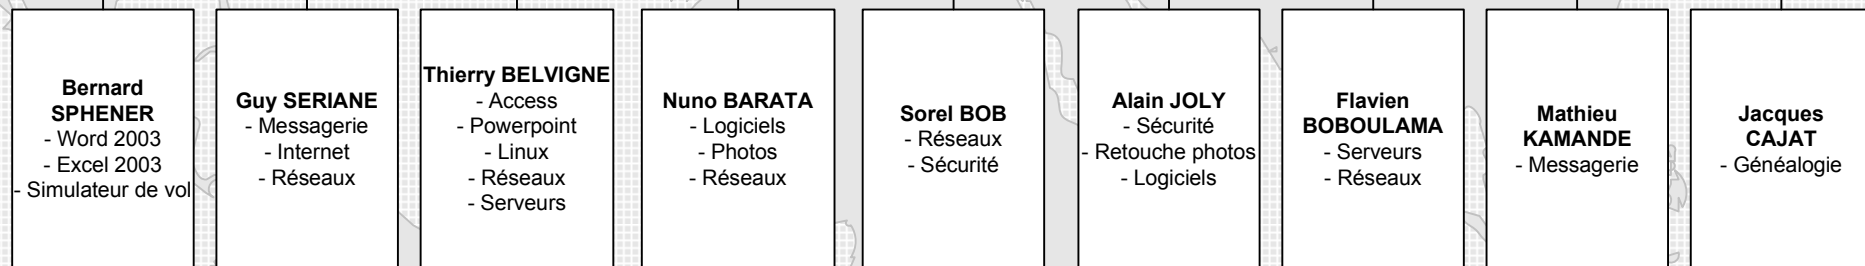 Bernard
SPHENER
- Word 2003
- Excel 2003
- Simulateur de vol
Guy SERIANE
- Messagerie
- Internet
- Réseaux
Thierry BELVIGNE
- Access
- Powerpoint
- Linux
- Réseaux
- Serveurs
Nuno BARATA
- Logiciels
- Photos
- Réseaux
Sorel BOB
- Réseaux
- Sécurité
Alain JOLY
- Sécurité
- Retouche photos
- Logiciels
Flavien
BOBOULAMA
- Serveurs
- Réseaux
Mathieu
KAMANDE
- Messagerie
Jacques
CAJAT
- Généalogie